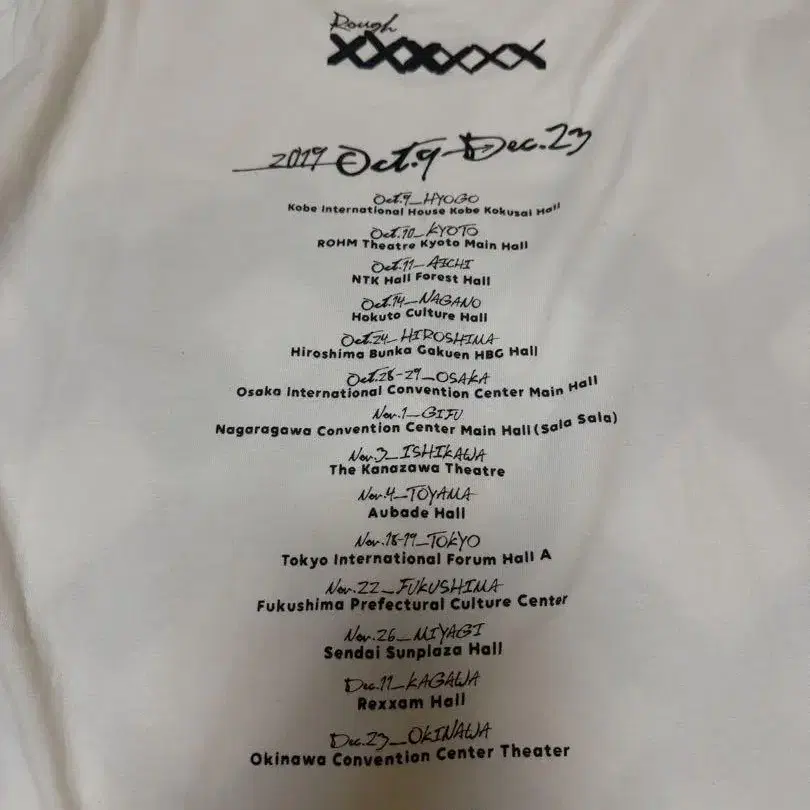 Rough
xXxxxx
2019 Oct.9-Dec.23
Oct.9_HYOGO
Kobe International House Kobe Kokusai Hall
Oct.10_KYOTO
ROHM Theatre Kyoto Main Hall
Oct.11_AICHI
NTK Hall Forest Hall
Oct.14_NAGANO
Hokuto Culture Hall
Oct.24_HIROSHIMA
Hiroshima Bunka Gakuen HBG Hall
Oct.28-29_OSAKA
Osaka International Convention Center Main Hall
Nov.1_GIFU
Nagaragawa Convention Center Main Hall(Sala Sala)
Nov.3_ISHIKAWA
The Kanazawa Theatre
Nov.4_TOYAMA
Aubade Hall
Nov.18-19_TOKYO
Tokyo International Forum Hall A
Nov.22_FUKUSHIMA
Fukushima Prefectural Culture Center
Nov.26_MIYAGI
Sendai Sunplaza Hall
Dec.11_KAGAWA
Rexxam Hall
Dec.23_OKINAWA
Okinawa Convention Center Theater